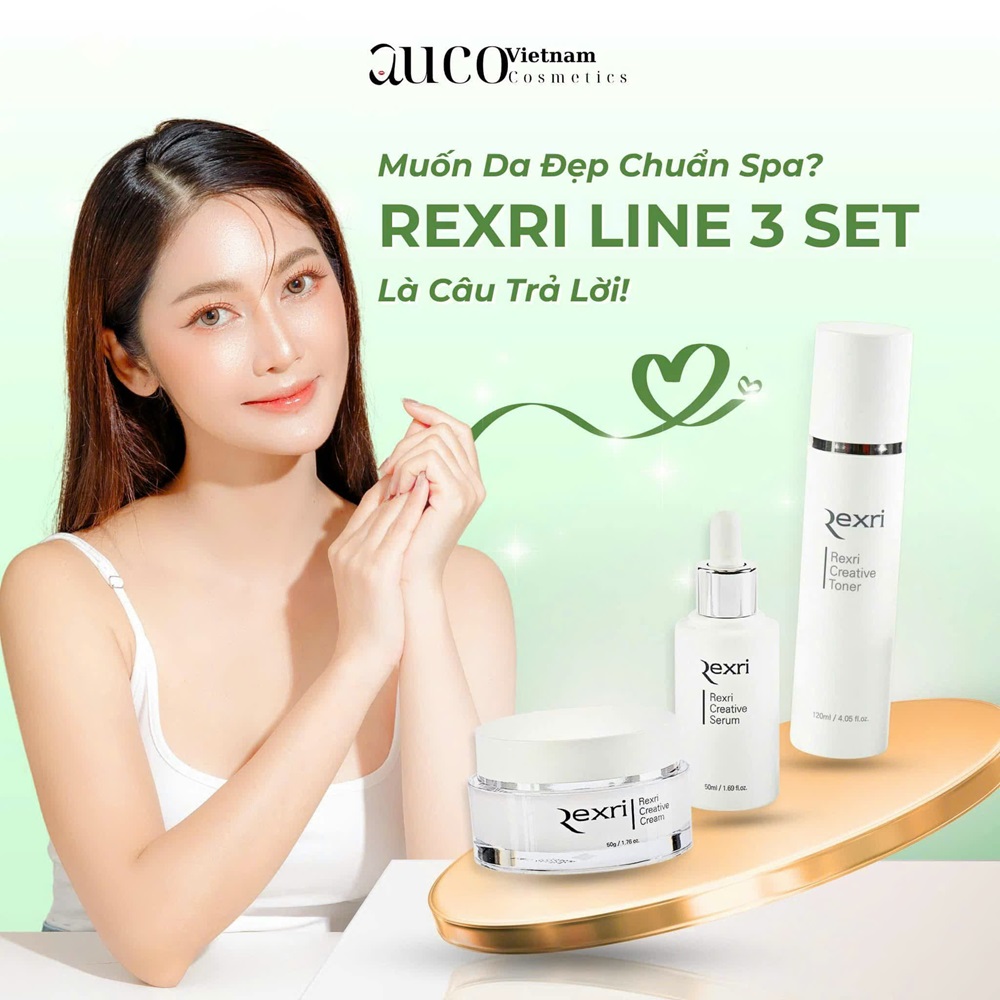 auco Vietnam
Cosmetics
Muốn Da Đẹp Chuẩn Spa?
REXRI LINE 3 SET
Là Câu Trả Lời!
Rexri
Rexri
Creative
Toner
120ml / 4.05 fl.oz.
Rexri
Rexri
Creative
Serum
50ml / 1.69 fl.oz.
Rexri
Rexri
Creative
Cream
50g / 1.76 oz.